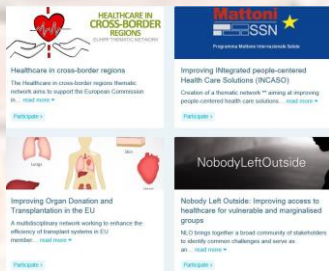 HEALTHCARE IN
CROSS-BORDER
REGIONS
THEMATIC NETWORK
Healthcare in cross-border regions
The Healthcare in cross-border regions thematic
network aims to support the European Commission
in... read more
Participate ›
Mattoni
SSN
Programma Mattone Internazionale Salute
Improving INtegrated people-centered
Health Care Solutions (INCASO)
Creation of a thematic network ** aiming at improving
people-centered health care solutions... read more
Participate ›
Lungs
Skin
Improving Organ Donation and
Transplantation in the EU
A multidisciplinary network working to enhance the
efficiency of transplant systems in EU
member... read more
Participate ›
NobodyLeftOutside
Nobody Left Outside: Improving access to
healthcare for vulnerable and marginalised
groups
NLO brings together a broad community of stakeholders
to identify common challenges and serve as
an... read more
Participate ›